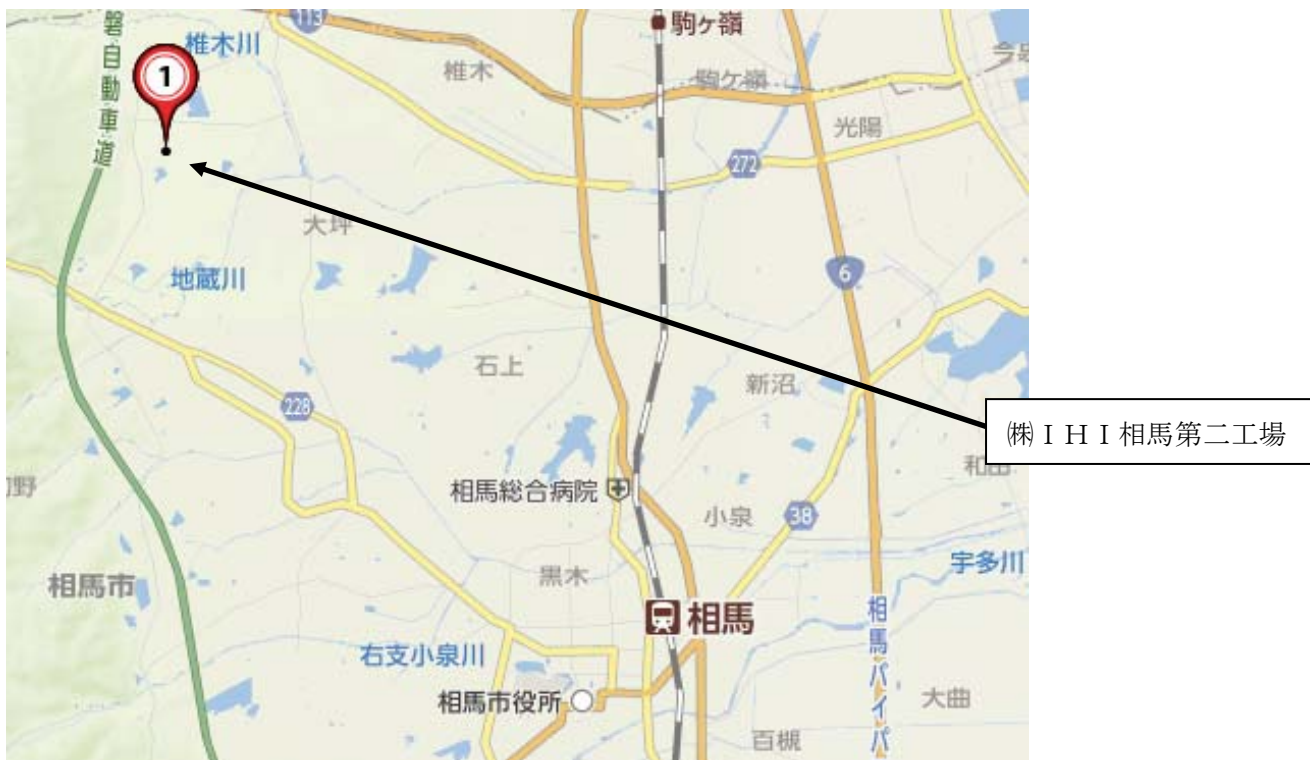 113
駒ヶ嶺
磐自動車道
椎木川
1
椎木
駒ケ嶺
光陽
272
大坪
地蔵川
6
石上
新沼
228
㈱ＩＨＩ相馬第二工場
和田
相馬総合病院
小泉
38
宇多川
黒木
相馬市
相馬
右支小泉川
相馬バイパ
相馬市役所
大曲
百槻